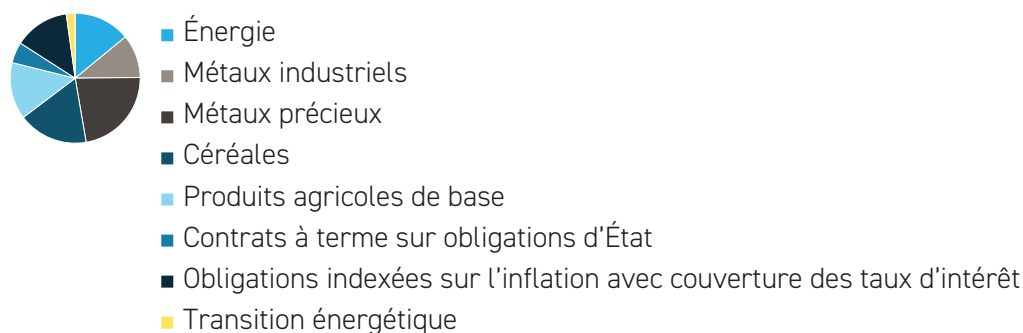 Énergie
Métaux industriels
Métaux précieux
Céréales
Produits agricoles de base
Contrats à terme sur obligations d'État
Obligations indexées sur l'inflation avec couverture des taux d'intérêt
Transition énergétique